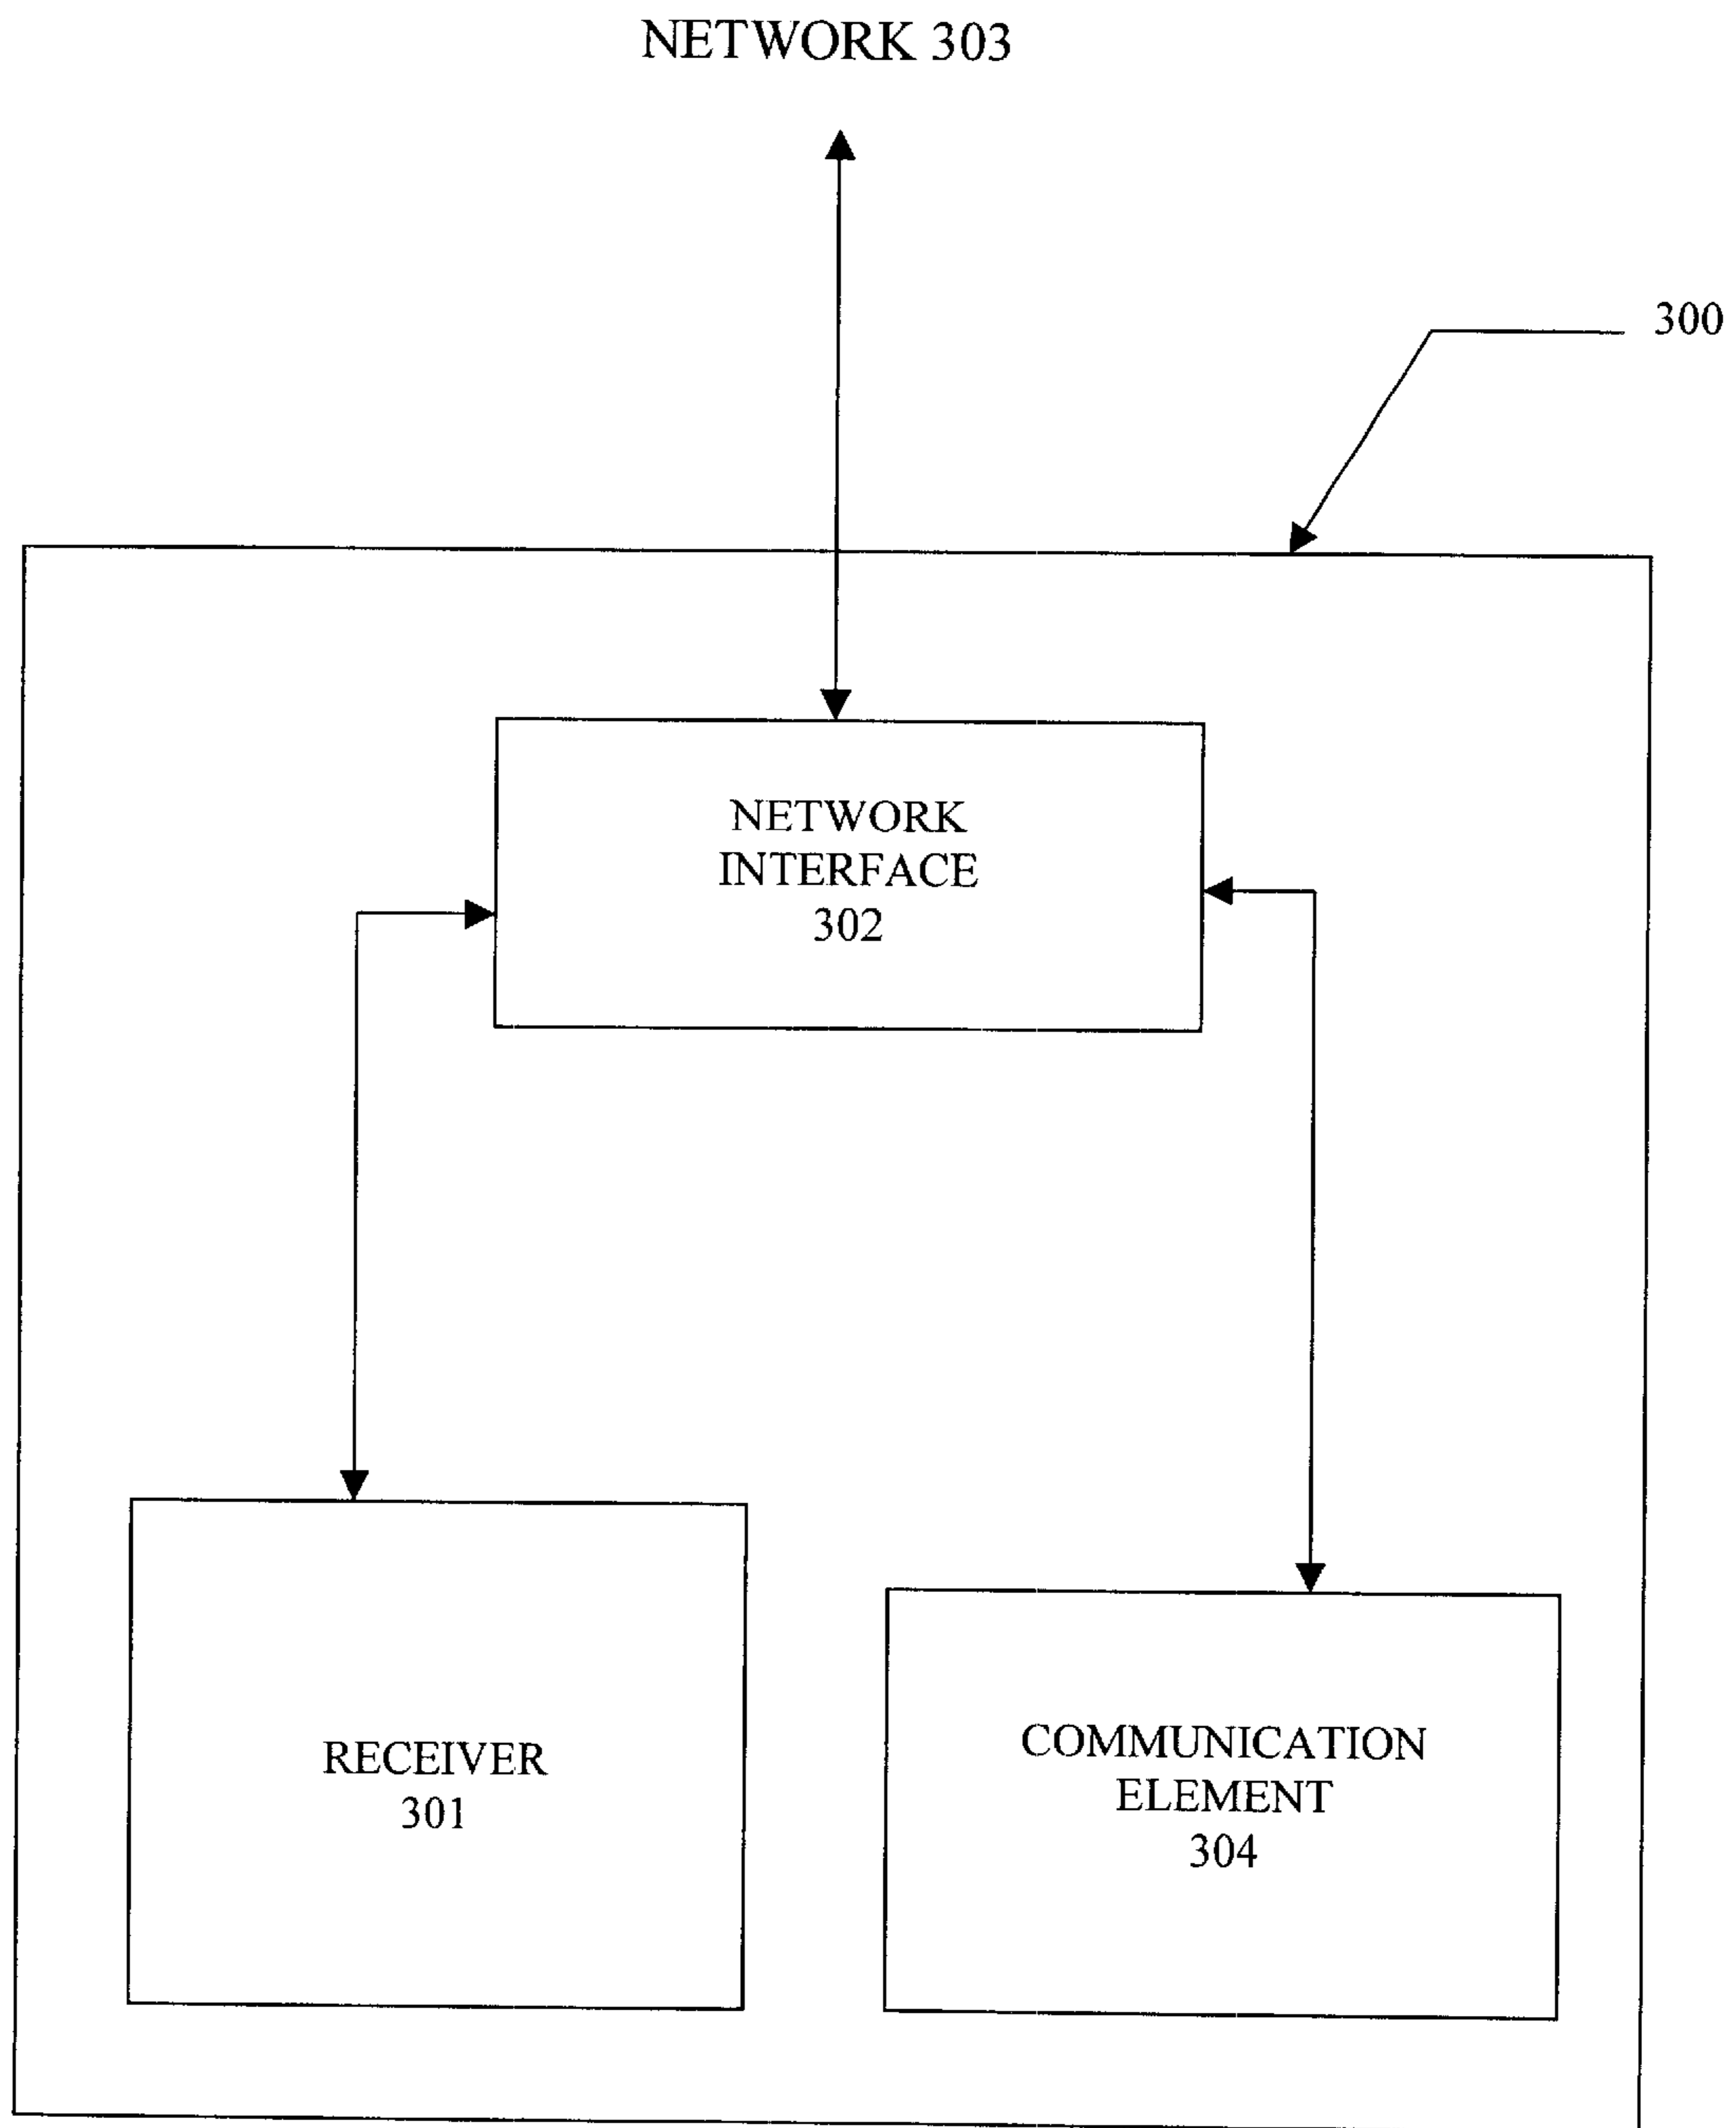 NETWORK 303
300
NETWORK
INTERFACE
302
RECEIVER
301
COMMUNICATION
ELEMENT
304